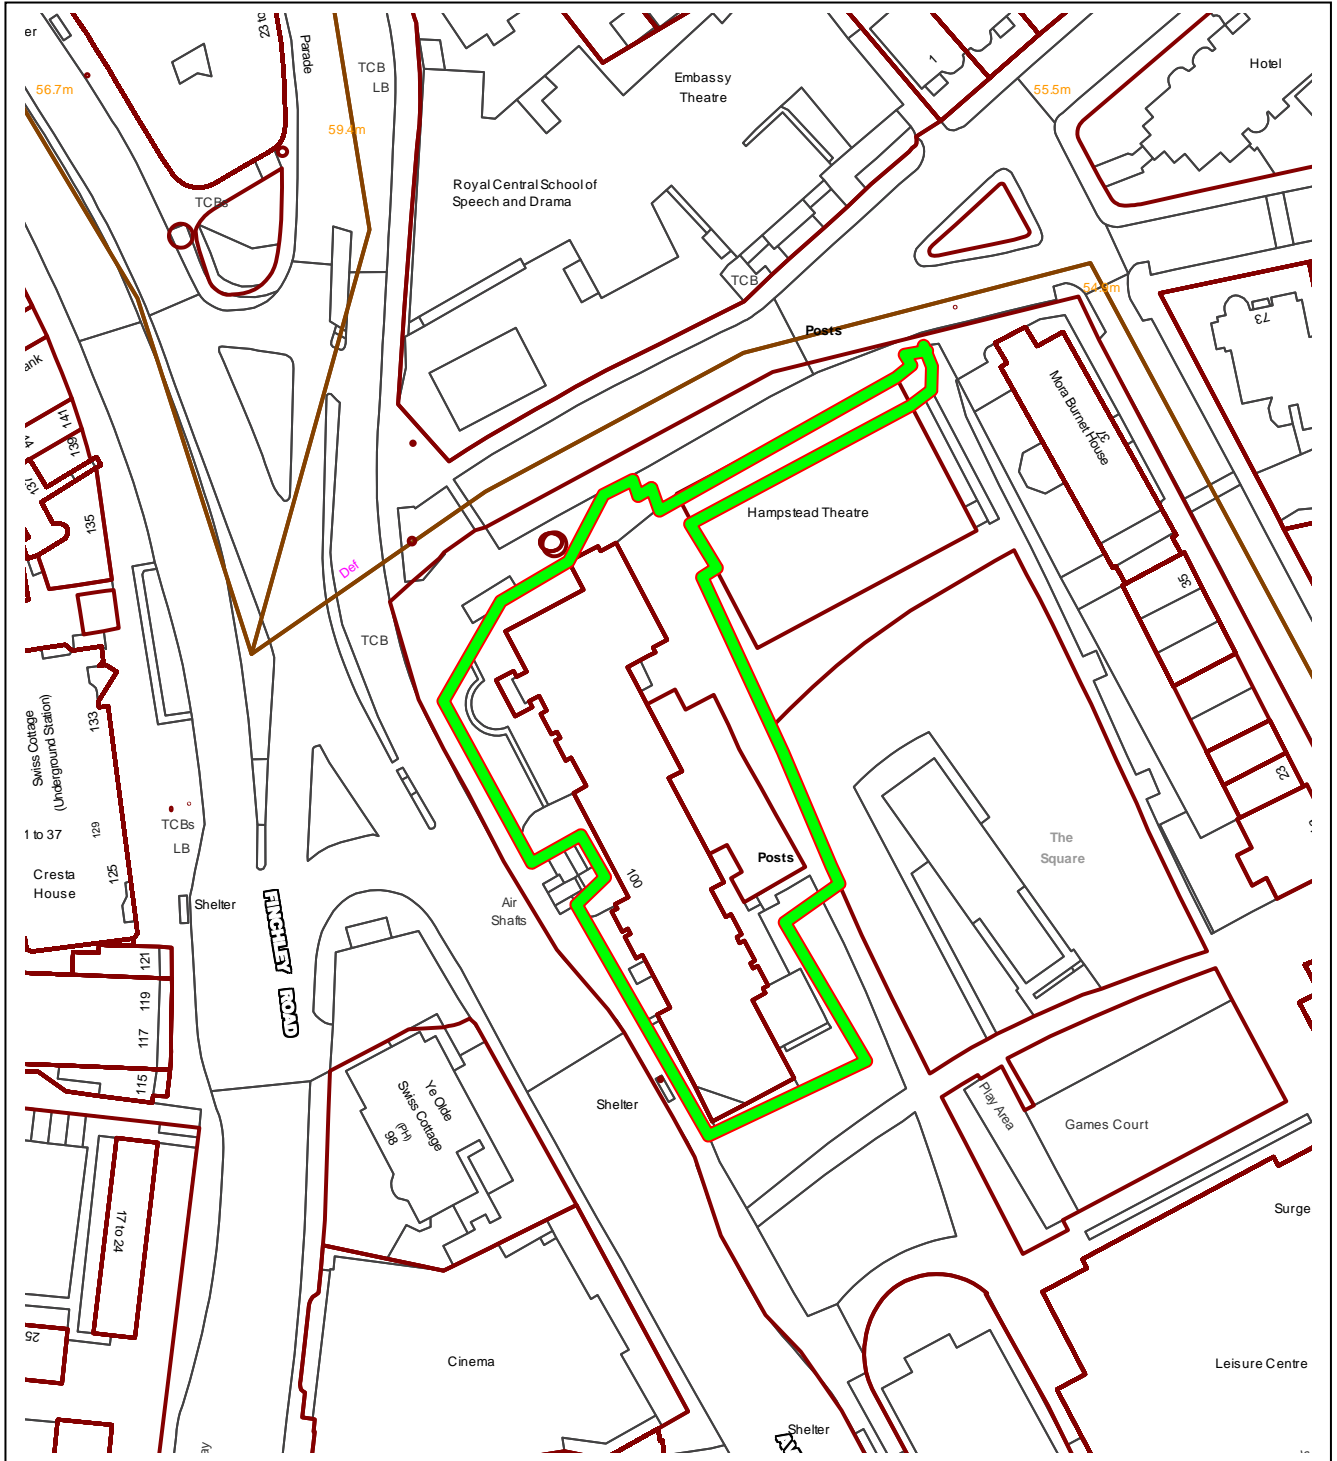 er
23 to
Parade
TCB
LB
Embassy
Theatre
1
Hotel
56.7m
59.4m
55.5m
Royal Central School of
Speech and Drama
TCBs
TCB
Posts
73
Mora Burnet House
37
ank
141
139
135
Hampstead Theatre
Def
TCB
35
23
Swiss Cottage
(Underground Station)
133
1 to 37
129
125
Cresta
House
TCBs
LB
Shelter
FINCHLEY
ROAD
Air
Shafts
100
Posts
The
Square
121
119
117
115
Ye Olde
Swiss Cottage
(PH)
98
Shelter
Play Area
Games Court
17 to 24
25
Surge
Cinema
Leisure Centre
Shelter